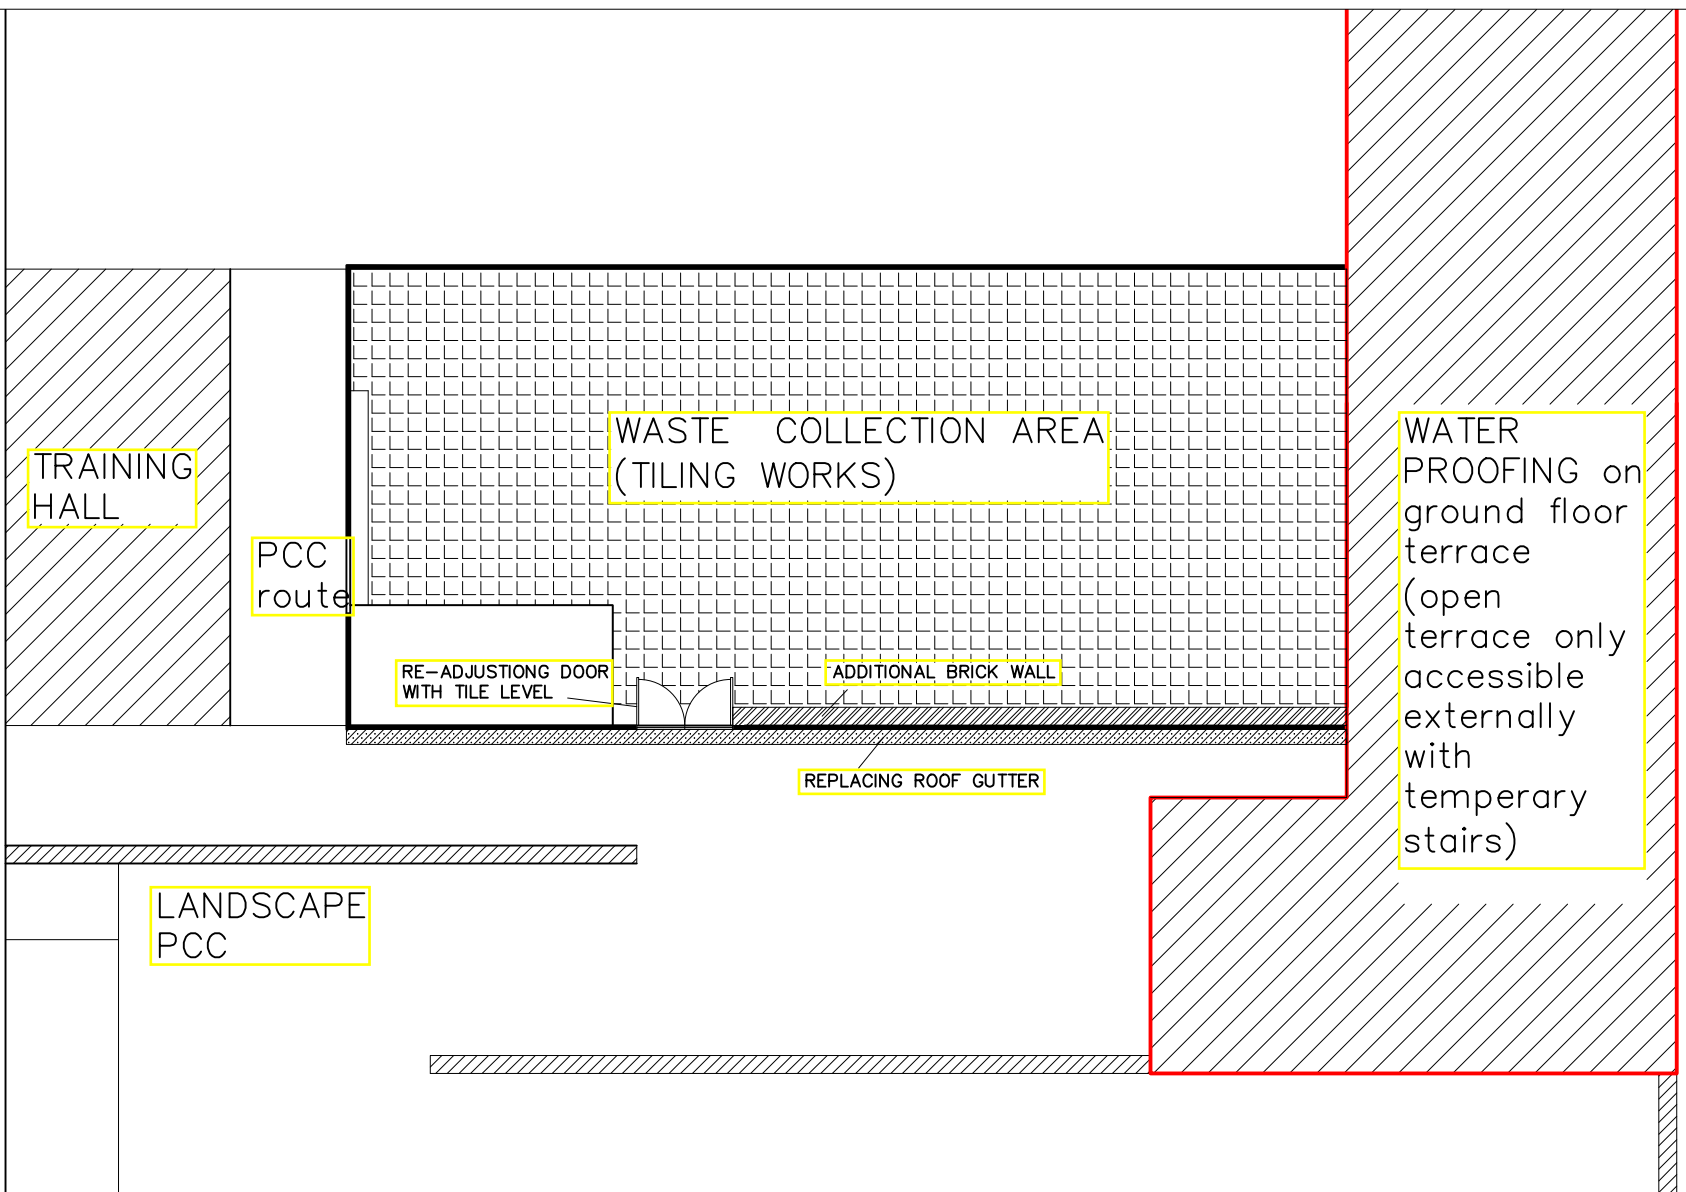 WASTE COLLECTION AREA
(TILING WORKS)
WATER
PROOFING on
ground floor
terrace
(open
terrace only
accessible
externally
with
temperary
stairs)
TRAINING
HALL
PCC
route
RE-ADJUSTIONG DOOR
WITH TILE LEVEL
ADDITIONAL BRICK WALL
REPLACING ROOF GUTTER
LANDSCAPE
PCC